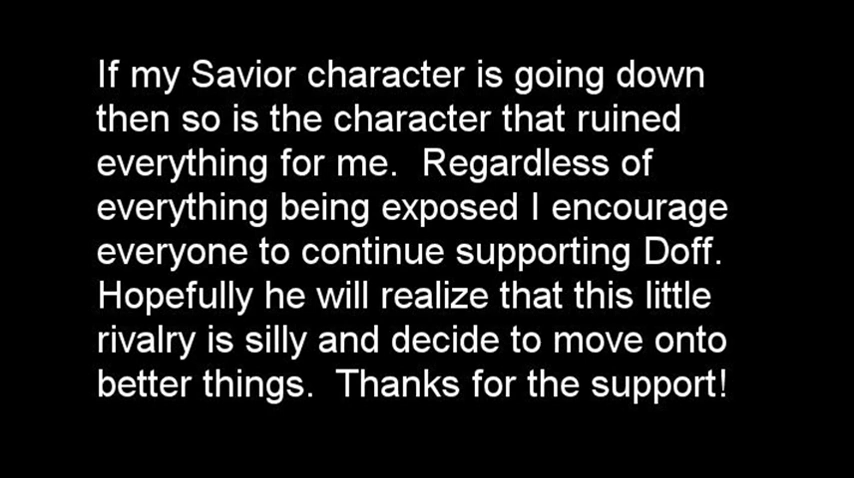 If my Savior character is going down
then so is the character that ruined
everything for me.  Regardless of
everything being exposed I encourage
everyone to continue supporting Doff.
Hopefully he will realize that this little
rivalry is silly and decide to move onto
better things.  Thanks for the support!